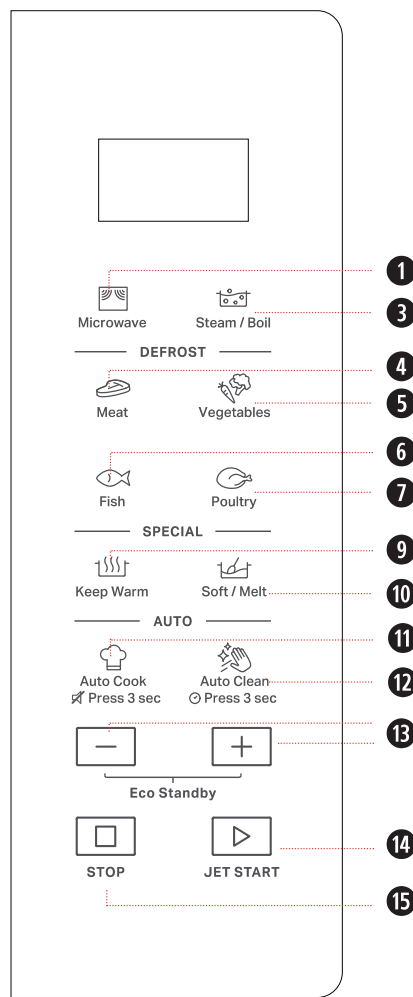 1
Microwave Steam / Boil
3
DEFROST
4
Meat Vegetables
5
6
Fish Poultry
7
SPECIAL
9
Keep Warm Soft / Melt
10
AUTO
11
Auto Cook Auto Clean
12
Press 3 sec Press 3 sec
− +
13
Eco Standby
14
STOP JET START
15